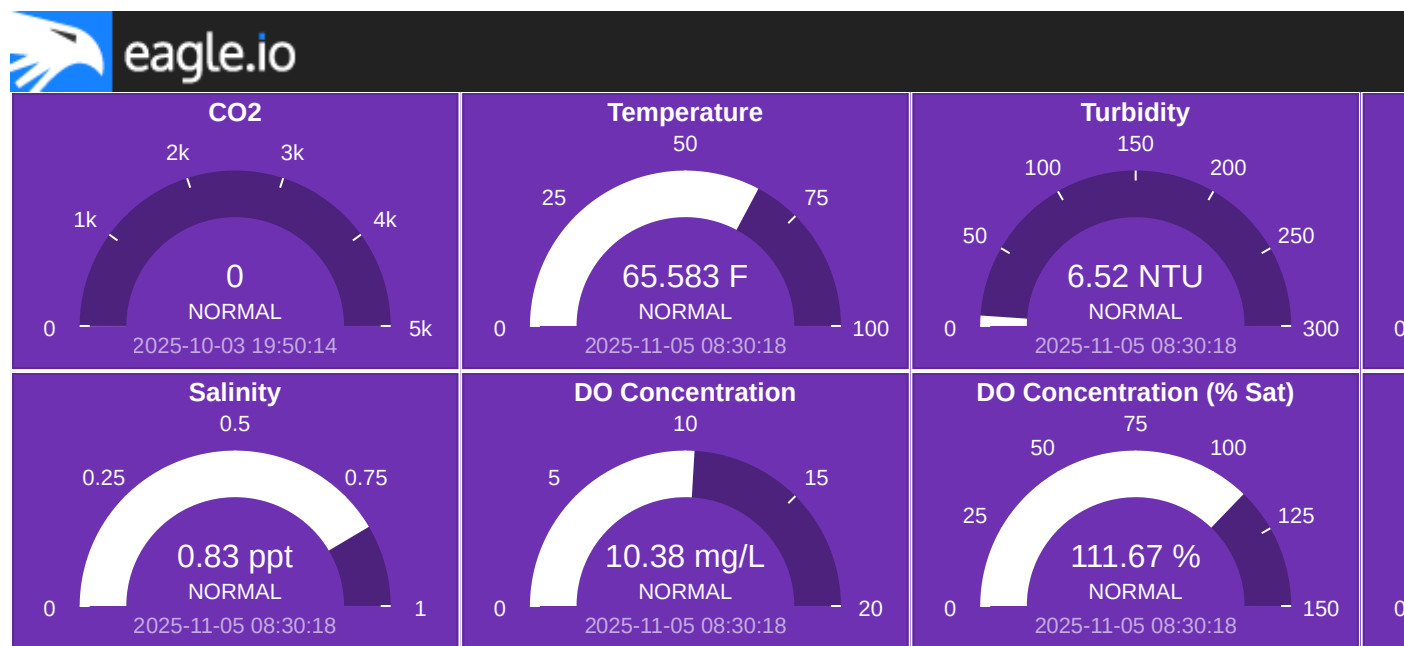 eagle.io
CO2
0
1k
2k
3k
4k
5k
0
NORMAL
2025-10-03 19:50:14
Temperature
0
25
50
75
100
65.583 F
NORMAL
2025-11-05 08:30:18
Turbidity
0
50
100
150
200
250
300
6.52 NTU
NORMAL
2025-11-05 08:30:18
Salinity
0
0.25
0.5
0.75
1
0.83 ppt
NORMAL
2025-11-05 08:30:18
DO Concentration
0
5
10
15
20
10.38 mg/L
NORMAL
2025-11-05 08:30:18
DO Concentration (% Sat)
0
25
50
75
100
125
150
111.67 %
NORMAL
2025-11-05 08:30:18